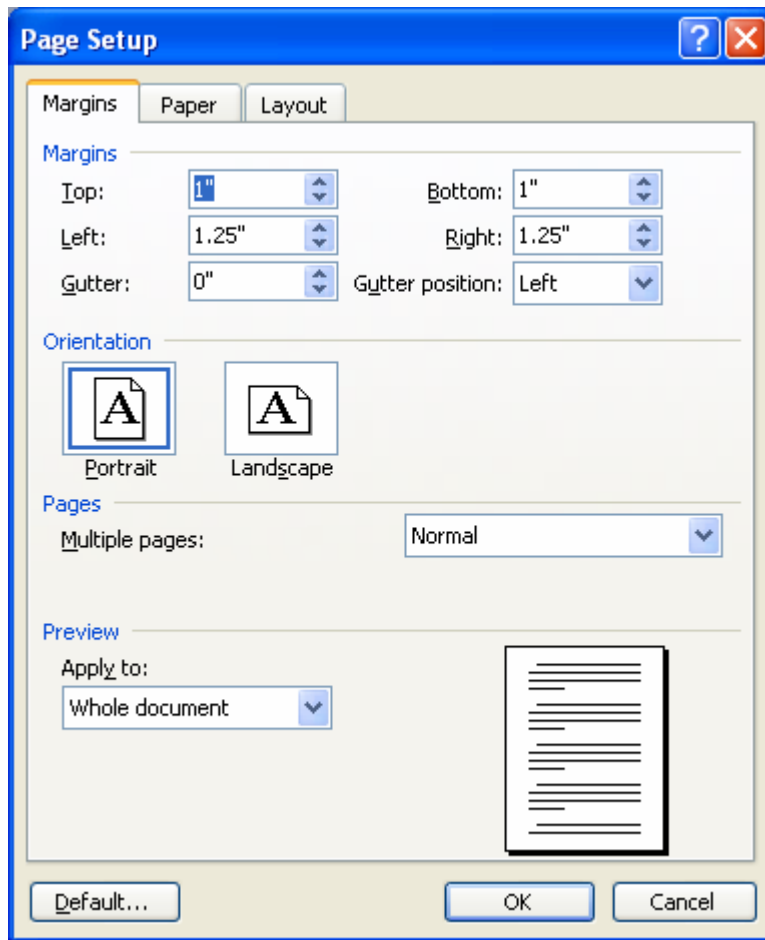 Page Setup
Margins Paper Layout
Margins
Top: 1" Bottom: 1"
Left: 1.25" Right: 1.25"
Gutter: 0" Gutter position: Left
Orientation
A A
Portrait Landscape
Pages
Multiple pages: Normal
Preview
Apply to:
Whole document
Default... OK Cancel